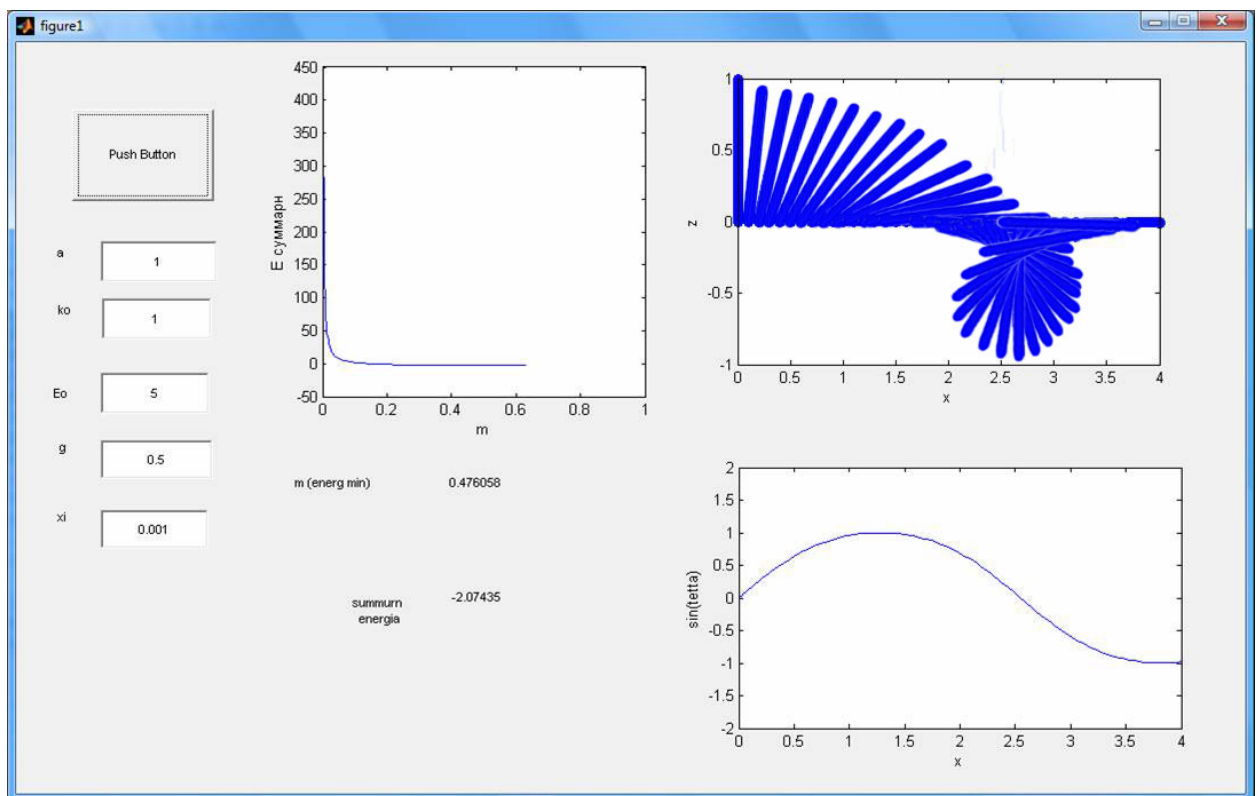 figure1
Push Button
a
1
ko
1
Eo
5
g
0.5
xi
0.001
E суммарн
450
400
350
300
250
200
150
100
50
0
-50
0 0.2 0.4 0.6 0.8 1
m
m (energ min) 0.476058
summurn
energia
-2.07435
z
1
0.5
0
-0.5
-1
0 0.5 1 1.5 2 2.5 3 3.5 4
x
sin(tetta)
2
1.5
1
0.5
0
-0.5
-1
-1.5
-2
0 0.5 1 1.5 2 2.5 3 3.5 4
x